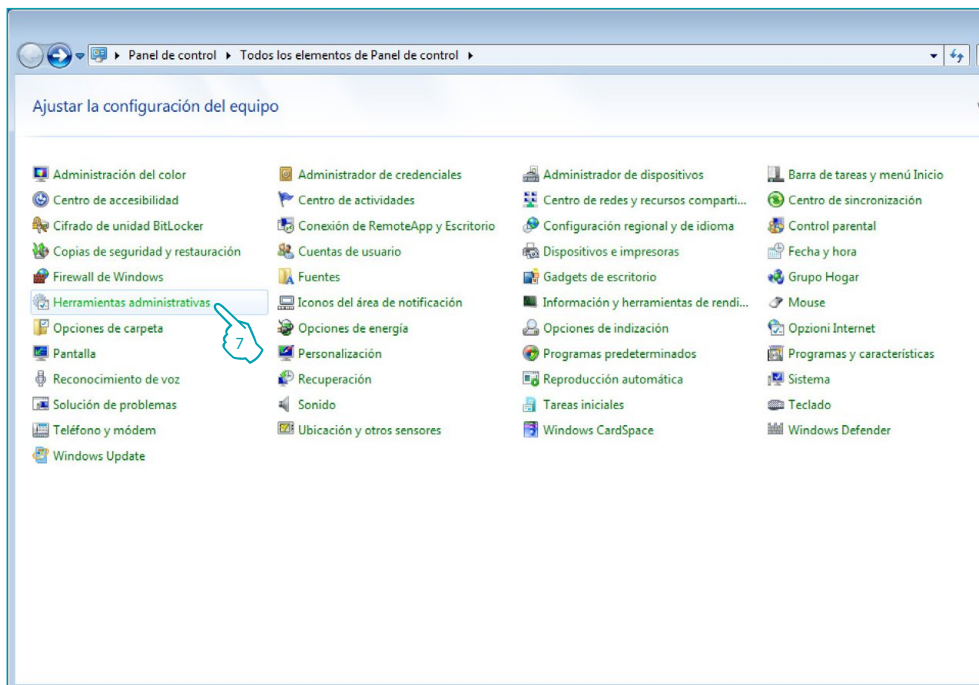 Panel de control Todos los elementos de Panel de control
Ajustar la configuración del equipo
Administración del color Administrador de credenciales Administrador de dispositivos Barra de tareas y menú Inicio
Centro de accesibilidad Centro de actividades Centro de redes y recursos comparti... Centro de sincronización
Cifrado de unidad BitLocker Conexión de RemoteApp y Escritorio Configuración regional y de idioma Control parental
Copias de seguridad y restauración Cuentas de usuario Dispositivos e impresoras Fecha y hora
Firewall de Windows Fuentes Gadgets de escritorio Grupo Hogar
Herramientas administrativas Iconos del área de notificación Información y herramientas de rendi... Mouse
Opciones de carpeta Opciones de energía Opciones de indización Opzioni Internet
7
Pantalla Personalización Programas predeterminados Programas y características
Reconocimiento de voz Recuperación Reproducción automática Sistema
Solución de problemas Sonido Tareas iniciales Teclado
Teléfono y módem Ubicación y otros sensores Windows CardSpace Windows Defender
Windows Update